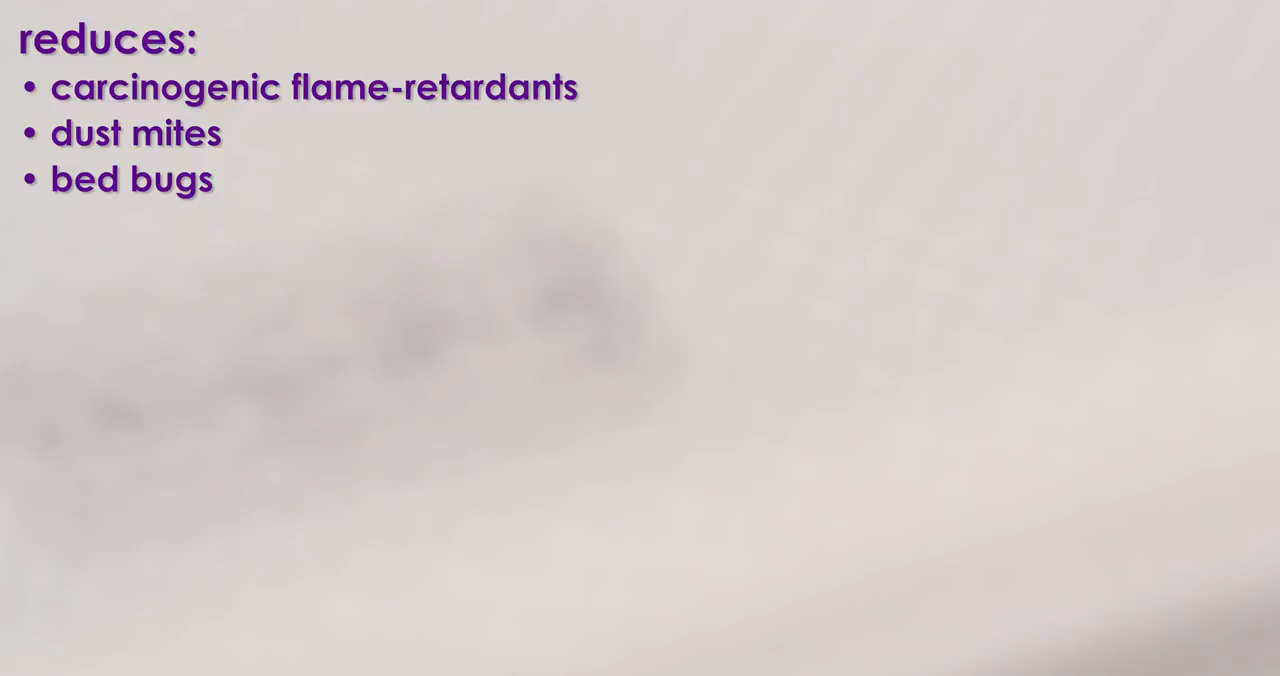 reduces:
• carcinogenic flame-retardants
• dust mites
• bed bugs